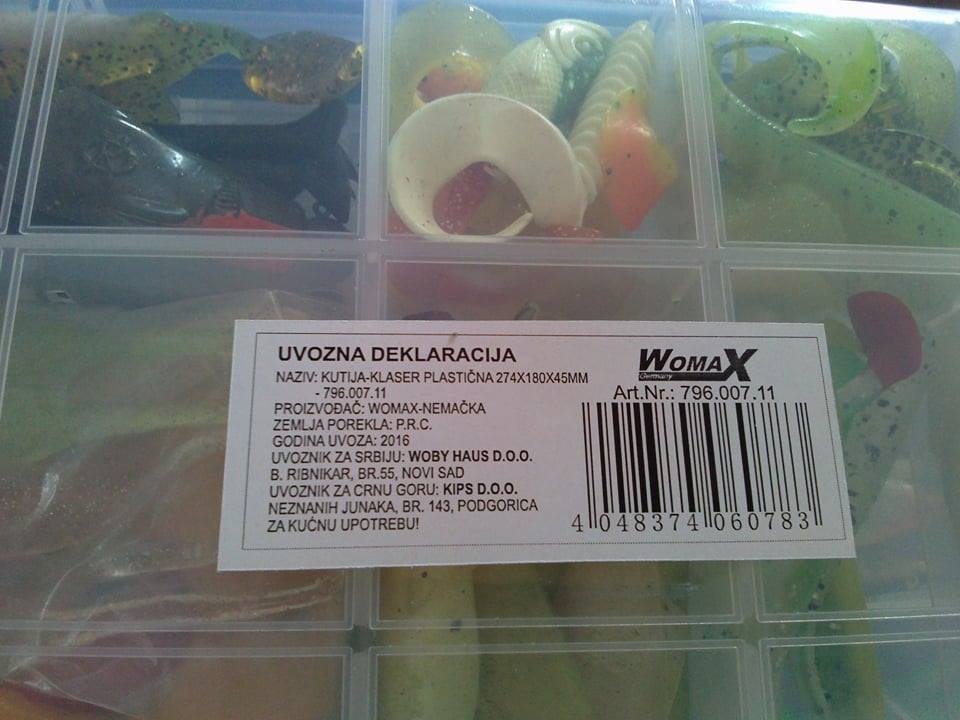 UVOZNA DEKLARACIJA
NAZIV: KUTIJA-KLASER PLASTIČNA 274X180X45MM
- 796.007.11
PROIZVOĐAČ: WOMAX-NEMAČKA
ZEMLJA POREKLA: P.R.C.
GODINA UVOZA: 2016
UVOZNIK ZA SRBIJU: WOBY HAUS D.O.O.
B. RIBNIKAR, BR.55, NOVI SAD
UVOZNIK ZA CRNU GORU: KIPS D.O.O.
NEZNANIH JUNAKA, BR. 143, PODGORICA
ZA KUĆNU UPOTREBU!
WOMAX
Germany
Art.Nr.: 796.007.11
4 048374 060783